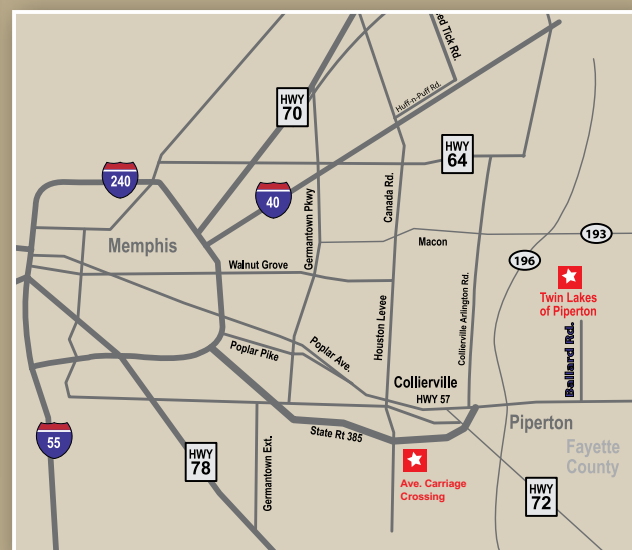 ed Tick Rd.
Huff-n-Puff Rd.
HWY
70
HWY
64
240
40
Canada Rd.
Germantown Pkwy
193
Macon
Memphis
196
Walnut Grove
Twin Lakes
of Piperton
Collierville Arlington Rd.
Houston Levee
Ballard Rd.
Poplar Ave.
Poplar Pike
Collierville
HWY 57
Piperton
State Rt 385
55
HWY
78
Germantown Ext.
Fayette
County
Ave. Carriage
Crossing
HWY
72